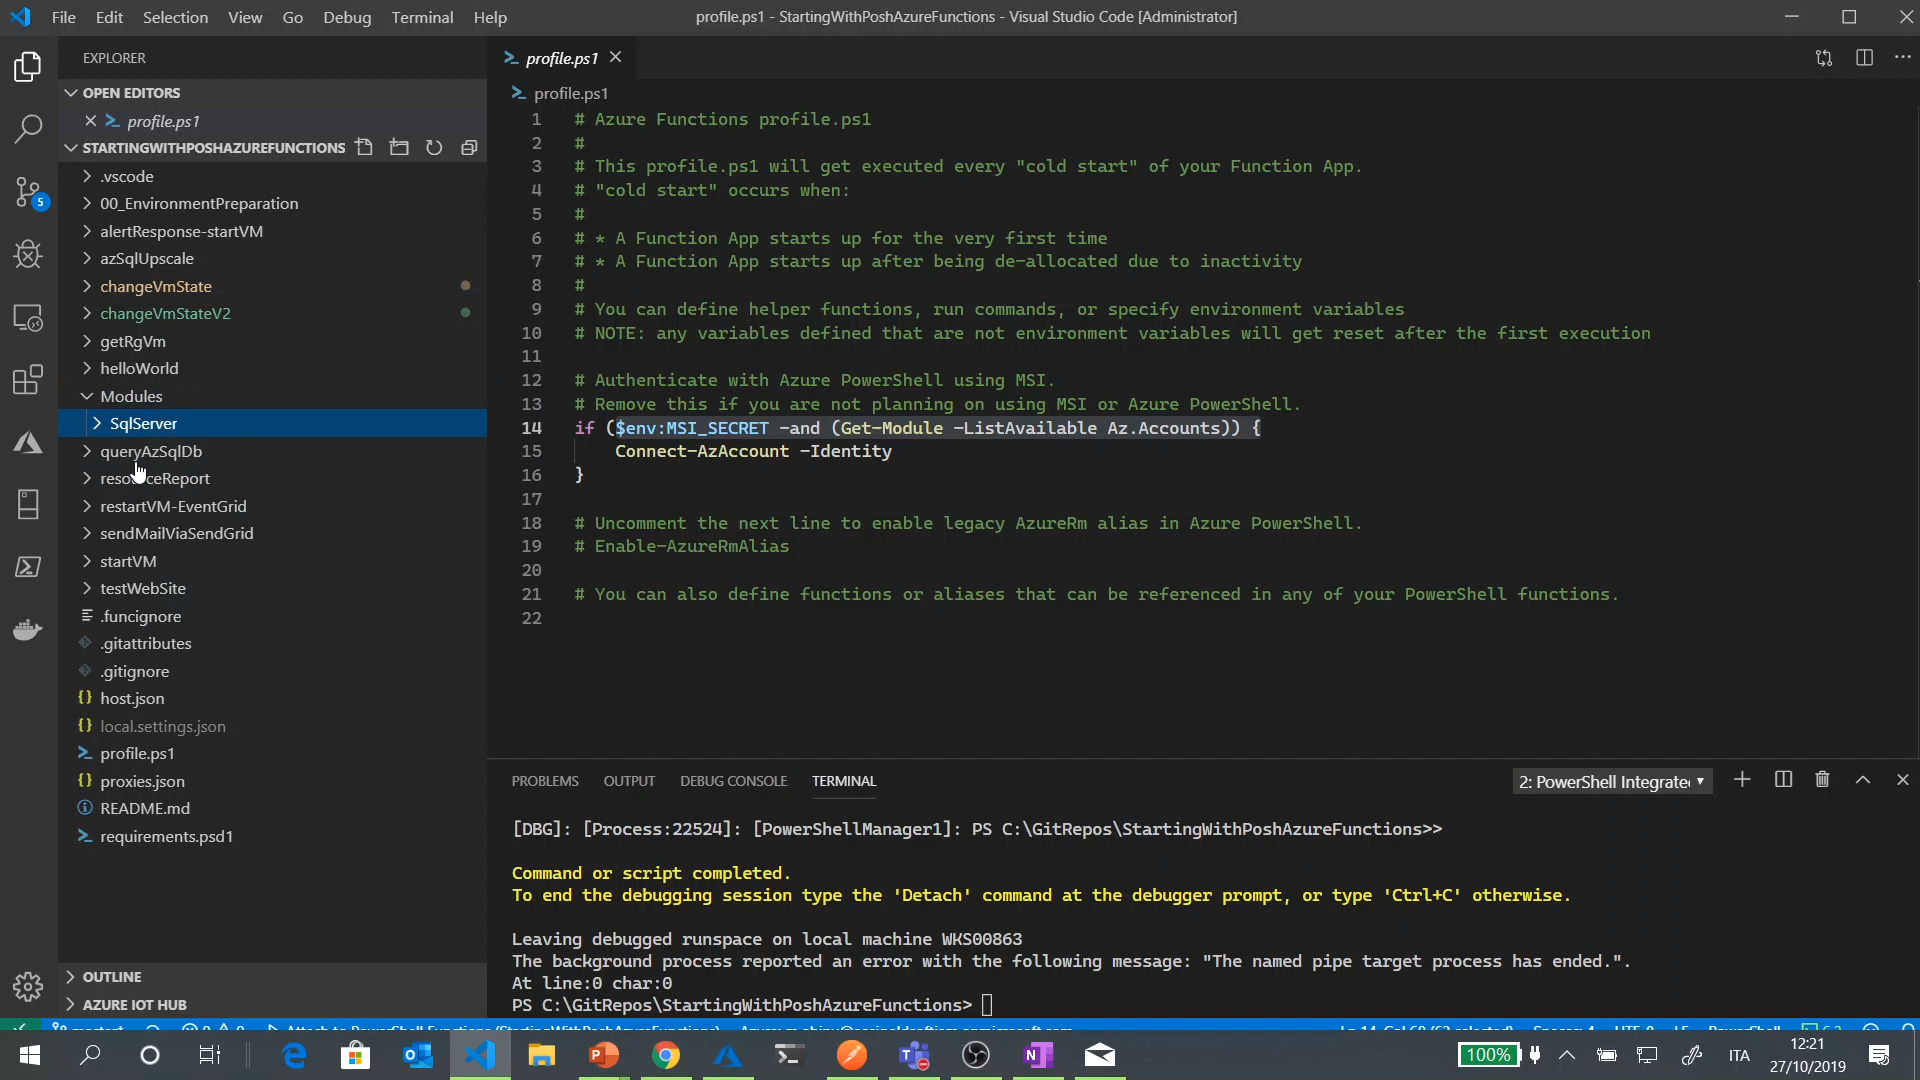 File Edit Selection View Go Debug Terminal Help
profile.ps1 - StartingWithPoshAzureFunctions - Visual Studio Code [Administrator]
EXPLORER
OPEN EDITORS
profile.ps1
STARTINGWITHPOSHAZUREFUNCTIONS
.vscode
00_EnvironmentPreparation
alertResponse-startVM
azSqlUpscale
changeVmState
changeVmStateV2
getRgVm
helloWorld
Modules
SqlServer
queryAzSqlDb
resourceReport
restartVM-EventGrid
sendMailViaSendGrid
startVM
testWebSite
.funcignore
.gitattributes
.gitignore
host.json
local.settings.json
profile.ps1
proxies.json
README.md
requirements.psd1
OUTLINE
AZURE IOT HUB
5
profile.ps1
profile.ps1
1 # Azure Functions profile.ps1
2 #
3 # This profile.ps1 will get executed every "cold start" of your Function App.
4 # "cold start" occurs when:
5 #
6 # * A Function App starts up for the very first time
7 # * A Function App starts up after being de-allocated due to inactivity
8 #
9 # You can define helper functions, run commands, or specify environment variables
10 # NOTE: any variables defined that are not environment variables will get reset after the first execution
11
12 # Authenticate with Azure PowerShell using MSI.
13 # Remove this if you are not planning on using MSI or Azure PowerShell.
14 if ($env:MSI_SECRET -and (Get-Module -ListAvailable Az.Accounts)) {
15 Connect-AzAccount -Identity
16 }
17
18 # Uncomment the next line to enable legacy AzureRm alias in Azure PowerShell.
19 # Enable-AzureRmAlias
20
21 # You can also define functions or aliases that can be referenced in any of your PowerShell functions.
22
PROBLEMS OUTPUT DEBUG CONSOLE TERMINAL
2: PowerShell Integrate
[DBG]: [Process:22524]: [PowerShellManager1]: PS C:\GitRepos\StartingWithPoshAzureFunctions>>
Command or script completed.
To end the debugging session type the 'Detach' command at the debugger prompt, or type 'Ctrl+C' otherwise.
Leaving debugged runspace on local machine WKS00863
The background process reported an error with the following message: "The named pipe target process has ended.".
At line:0 char:0
PS C:\GitRepos\StartingWithPoshAzureFunctions>
100%
ITA
12:21
27/10/2019